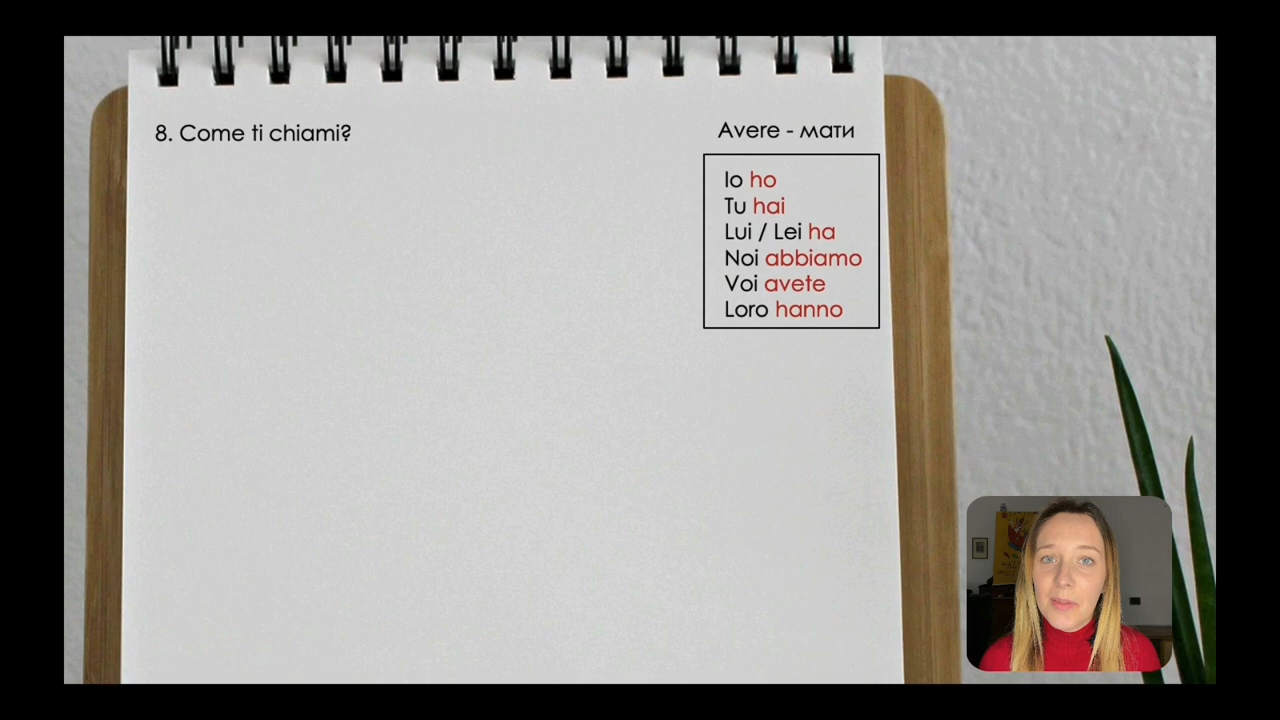 8. Come ti chiami?
Avere - мати
Io ho
Tu hai
Lui / Lei ha
Noi abbiamo
Voi avete
Loro hanno